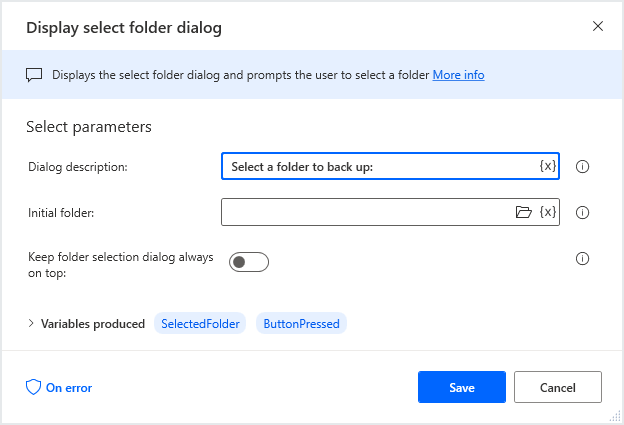 Display select folder dialog
Displays the select folder dialog and prompts the user to select a folder More info
Select parameters
Dialog description:
Select a folder to back up:
{x}
Initial folder:
{x}
Keep folder selection dialog always
on top:
Variables produced SelectedFolder ButtonPressed
On error
Save
Cancel